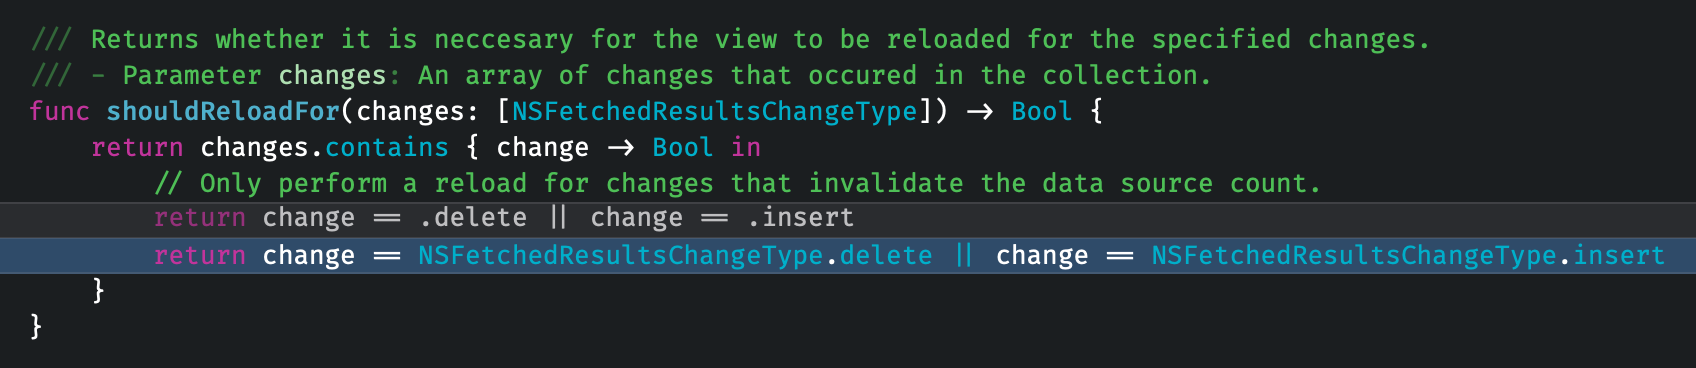 /// Returns whether it is neccesary for the view to be reloaded for the specified changes.
/// - Parameter changes: An array of changes that occured in the collection.
func shouldReloadFor(changes: [NSFetchedResultsChangeType]) -> Bool {
return changes.contains { change -> Bool in
// Only perform a reload for changes that invalidate the data source count.
return change == .delete || change == .insert
return change == NSFetchedResultsChangeType.delete || change == NSFetchedResultsChangeType.insert
}
}